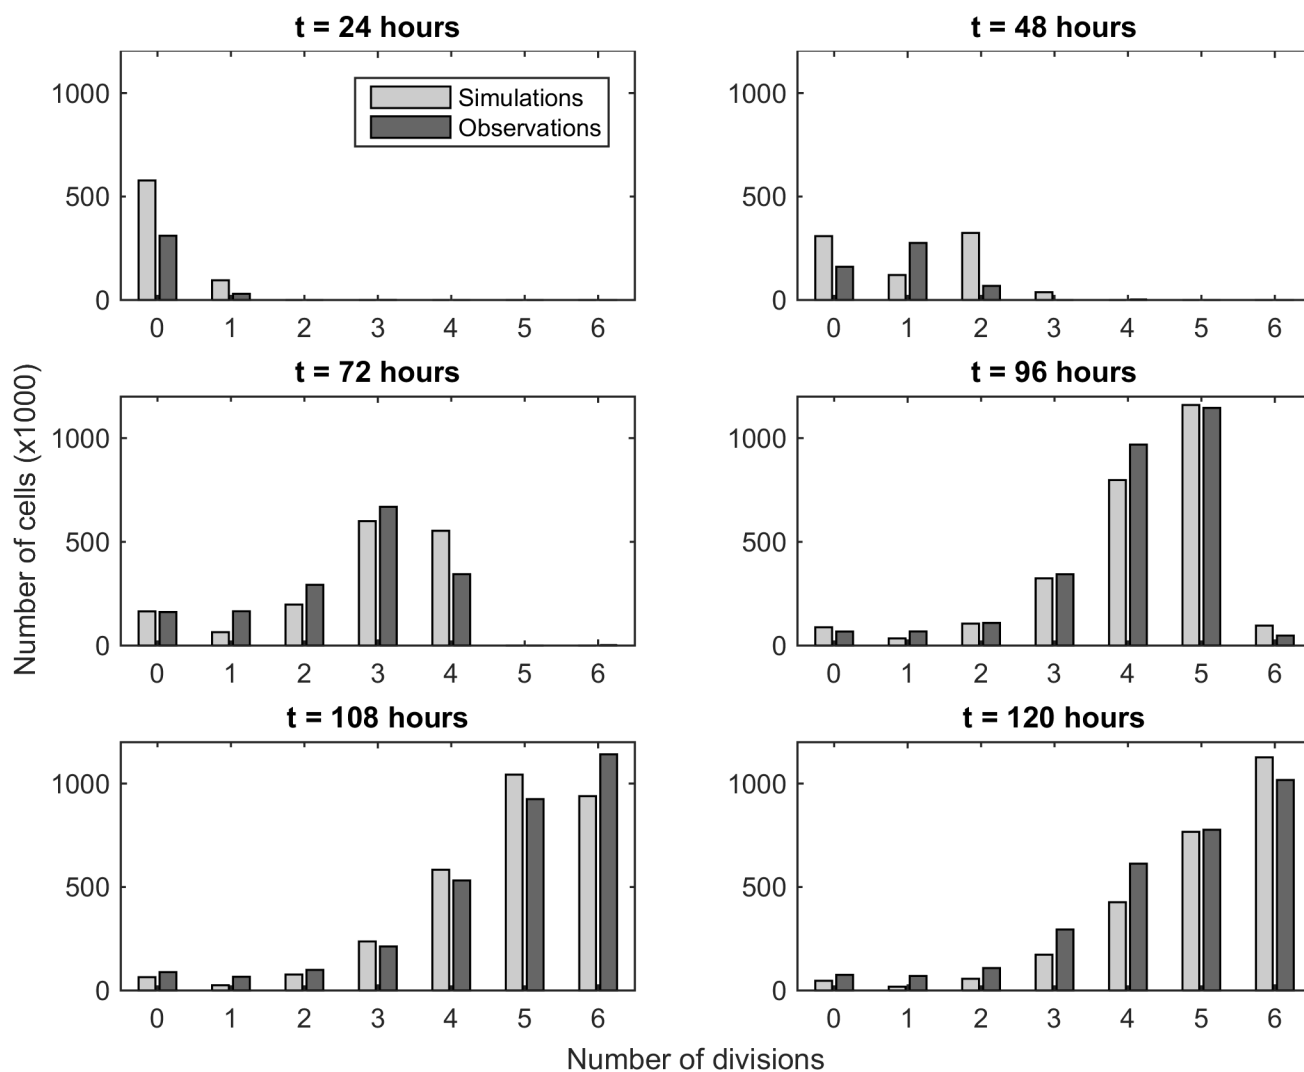 t = 24 hours
1000
500
0
Simulations
Observations
0 1 2 3 4 5 6
t = 48 hours
1000
500
0
0 1 2 3 4 5 6
Number of cells (x1000)
t = 72 hours
1000
500
0
0 1 2 3 4 5 6
t = 96 hours
1000
500
0
0 1 2 3 4 5 6
t = 108 hours
1000
500
0
0 1 2 3 4 5 6
t = 120 hours
1000
500
0
0 1 2 3 4 5 6
Number of divisions